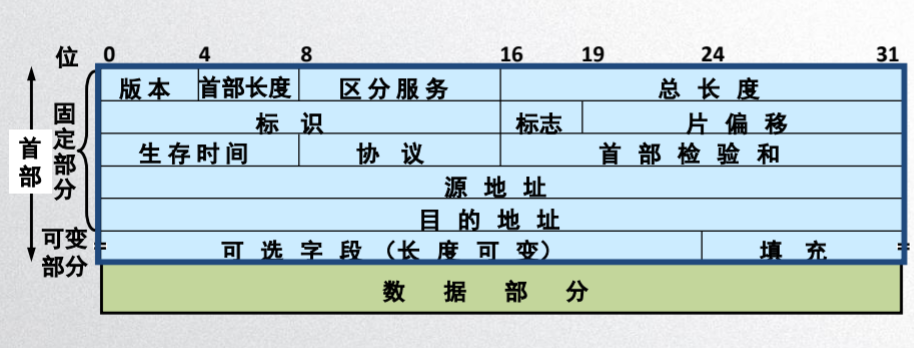 位 0 4 8 16 19 24 31
版本 首部长度 区分服务 总长度
标识 标志 片偏移
生存时间 协议 首部检验和
源地址
目的地址
可选字段（长度可变） 填充
数据部分
首部
固定部分
可变部分